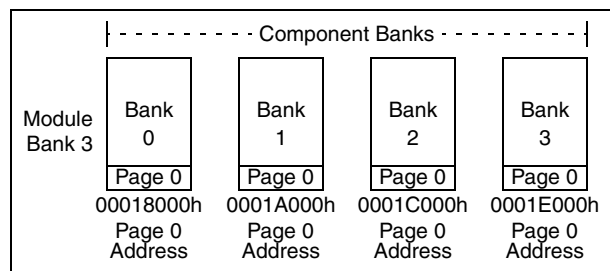 Component Banks
Module
Bank 3
Bank
0
Bank
1
Bank
2
Bank
3
Page 0
Page 0
Page 0
Page 0
00018000h
0001A000h
0001C000h
0001E000h
Page 0
Address
Page 0
Address
Page 0
Address
Page 0
Address